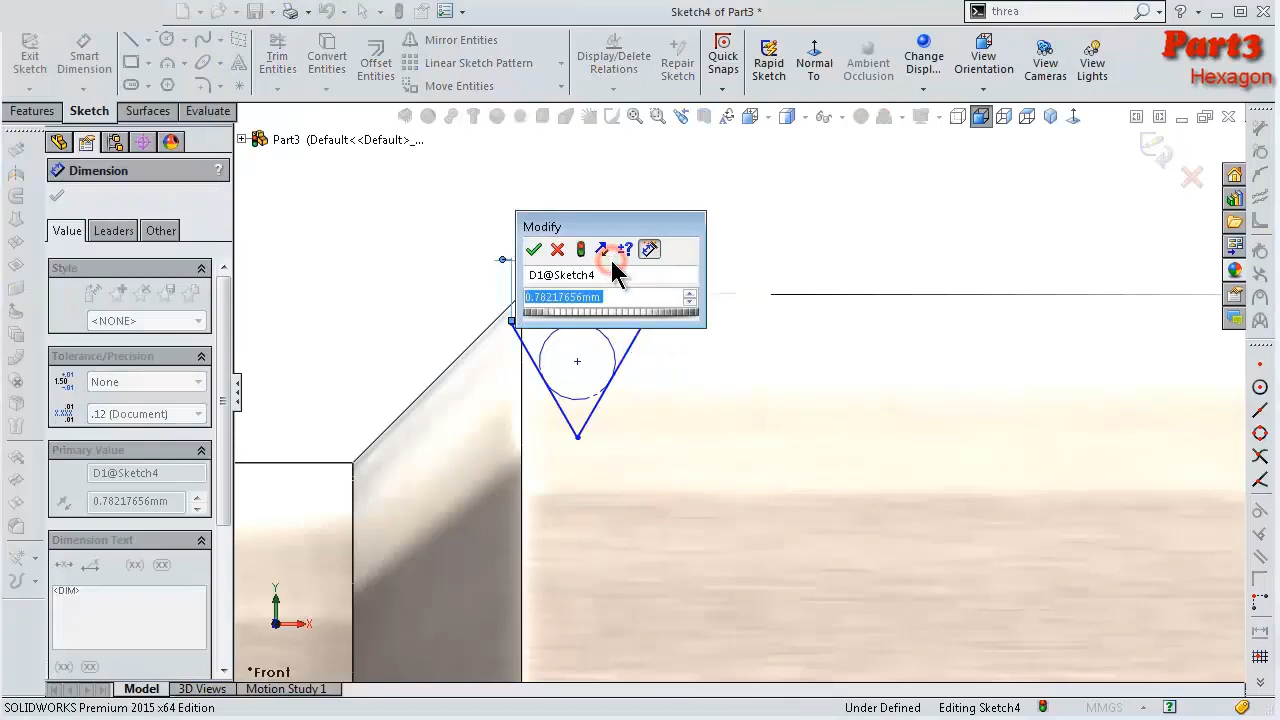 Sketch4 of Part3 *
threa
Part3
Hexagon
Exit Sketch
Smart Dimension
Trim Entities
Convert Entities
Offset Entities
Mirror Entities
Linear Sketch Pattern
Move Entities
Display/Delete Relations
Repair Sketch
Quick Snaps
Rapid Sketch
Normal To
Ambient Occlusion
Change Displ...
View Orientation
View Cameras
View Lights
Features
Sketch
Surfaces
Evaluate
Part3 (Default<<Default>_...
Dimension
?
Value
Leaders
Other
Style
<NONE>
Tolerance/Precision
None
.12 (Document)
Primary Value
D1@Sketch4
0.78217656mm
Dimension Text
<DIM>
Modify
D1@Sketch4
0.78217656mm
Y
X
*Front
Model
3D Views
Motion Study 1
SOLIDWORKS Premium 2015 x64 Edition
Under Defined
Editing Sketch4
MMGS